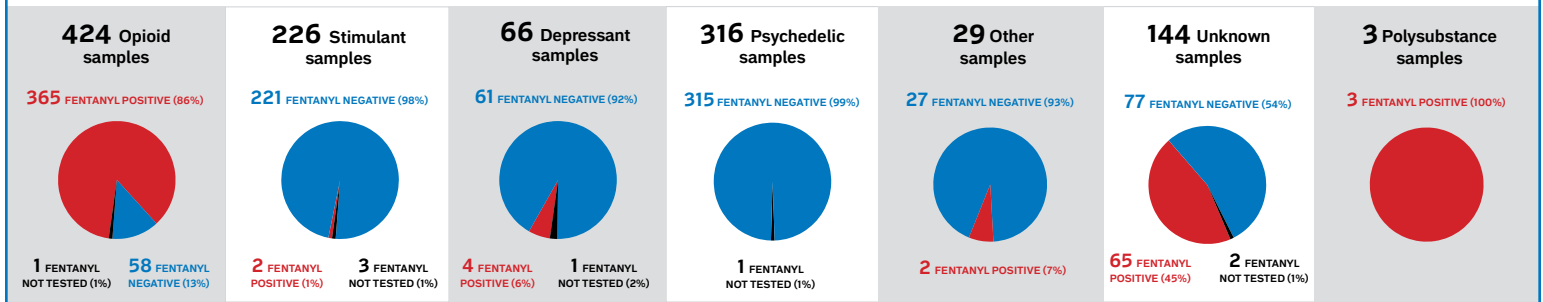 424 Opioid
samples
365 FENTANYL POSITIVE (86%)
1 FENTANYL
NOT TESTED (1%)
58 FENTANYL
NEGATIVE (13%)
226 Stimulant
samples
221 FENTANYL NEGATIVE (98%)
2 FENTANYL
POSITIVE (1%)
3 FENTANYL
NOT TESTED (1%)
66 Depressant
samples
61 FENTANYL NEGATIVE (92%)
4 FENTANYL
POSITIVE (6%)
1 FENTANYL
NOT TESTED (2%)
316 Psychedelic
samples
315 FENTANYL NEGATIVE (99%)
1 FENTANYL
NOT TESTED (1%)
29 Other
samples
27 FENTANYL NEGATIVE (93%)
2 FENTANYL POSITIVE (7%)
144 Unknown
samples
77 FENTANYL NEGATIVE (54%)
65 FENTANYL
POSITIVE (45%)
2 FENTANYL
NOT TESTED (1%)
3 Polysubstance
samples
3 FENTANYL POSITIVE (100%)